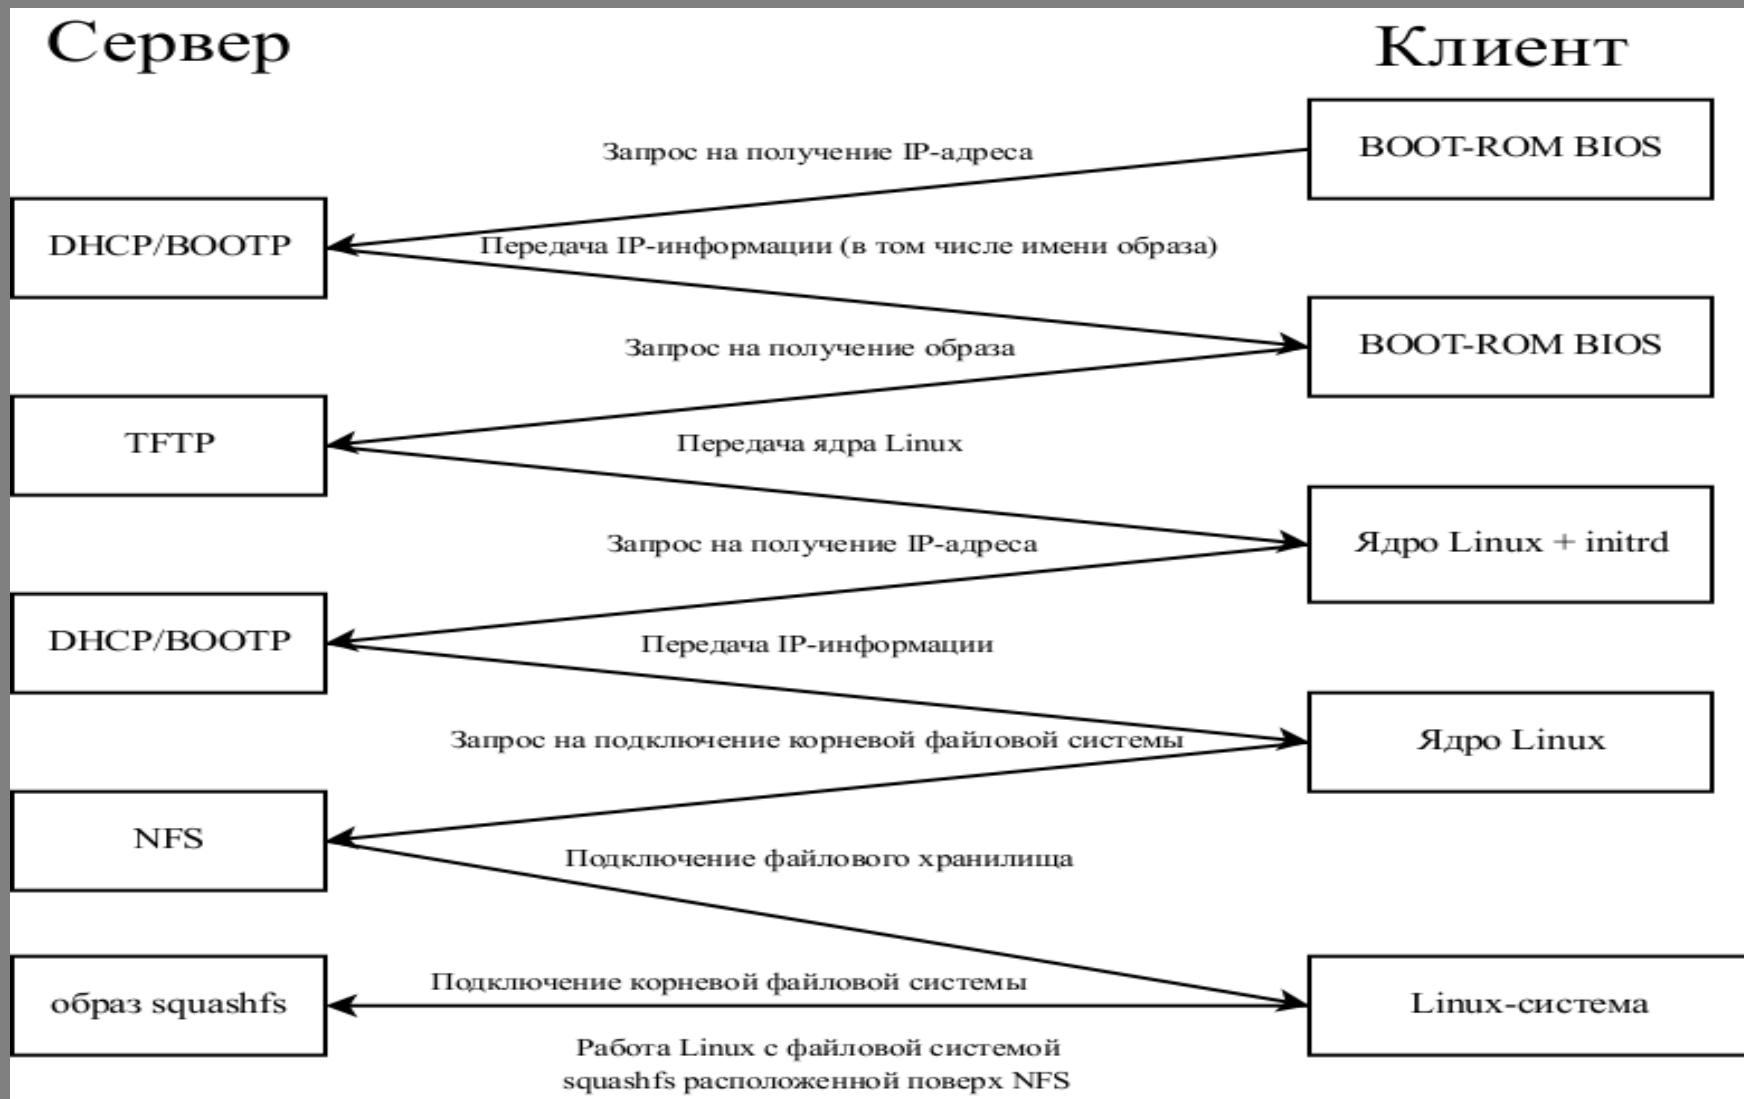 Сервер
Клиент
BOOT-ROM BIOS
Запрос на получение IP-адреса
DHCP/BOOTP
Передача IP-информации (в том числе имени образа)
BOOT-ROM BIOS
Запрос на получение образа
TFTP
Передача ядра Linux
Ядро Linux + initrd
Запрос на получение IP-адреса
DHCP/BOOTP
Передача IP-информации
Ядро Linux
Запрос на подключение корневой файловой системы
NFS
Подключение файлового хранилища
образ squashfs
Подключение корневой файловой системы
Linux-система
Работа Linux с файловой системой
squashfs расположенной поверх NFS